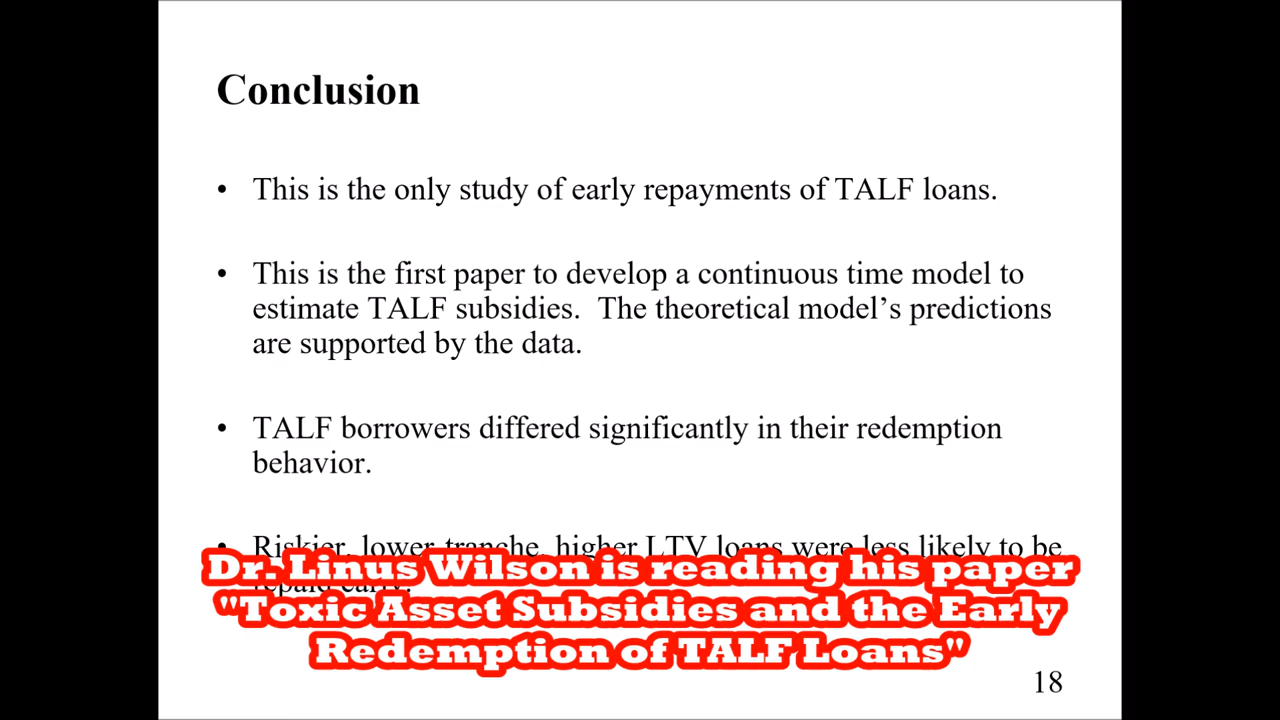 Conclusion
• This is the only study of early repayments of TALF loans.
• This is the first paper to develop a continuous time model to
estimate TALF subsidies.  The theoretical model’s predictions
are supported by the data.
• TALF borrowers differed significantly in their redemption
behavior.
• Riskier, lower tranche, higher LTV loans were less likely to be
repaid early.
Dr. Linus Wilson is reading his paper
"Toxic Asset Subsidies and the Early
Redemption of TALF Loans"
18